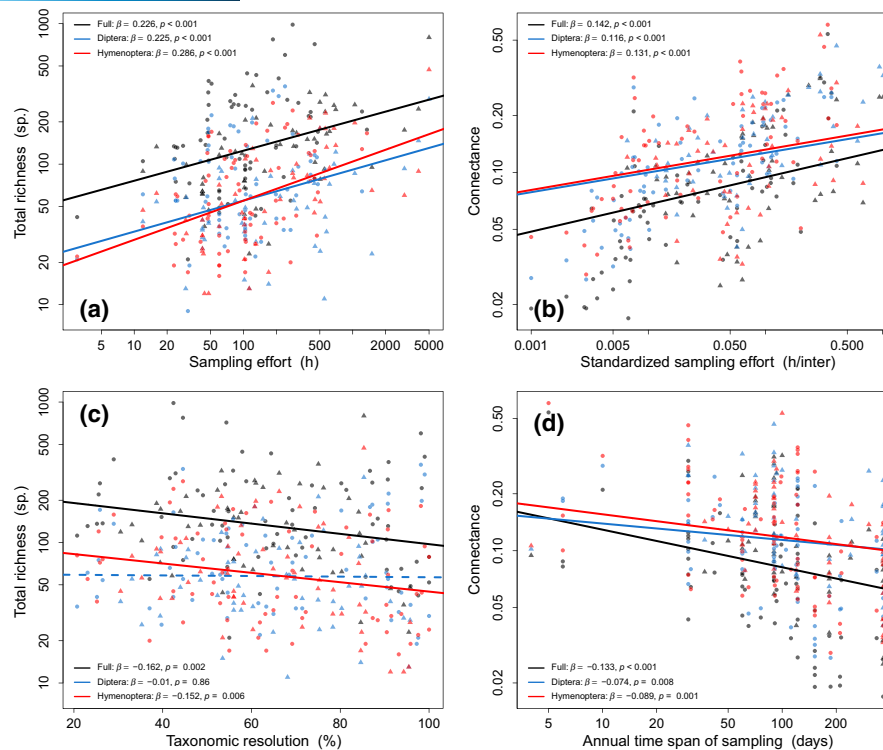 Full: β = 0.226, p < 0.001
Diptera: β = 0.225, p < 0.001
Hymenoptera: β = 0.286, p < 0.001
Total richness (sp.)
1000
500
200
100
50
20
10
(a)
5 10 20 50 100 500 2000 5000
Sampling effort (h)
Full: β = 0.142, p < 0.001
Diptera: β = 0.116, p < 0.001
Hymenoptera: β = 0.131, p < 0.001
Connectance
0.50
0.20
0.10
0.05
0.02
(b)
0.001 0.005 0.050 0.500
Standardized sampling effort (h/inter)
(c)
Total richness (sp.)
1000
500
200
100
50
20
10
Full: β = −0.162, p = 0.002
Diptera: β = −0.01, p = 0.86
Hymenoptera: β = −0.152, p = 0.006
20 40 60 80 100
Taxonomic resolution (%)
(d)
Connectance
0.50
0.20
0.10
0.05
0.02
Full: β = −0.133, p < 0.001
Diptera: β = −0.074, p = 0.008
Hymenoptera: β = −0.089, p = 0.001
5 10 20 50 100 200
Annual time span of sampling (days)